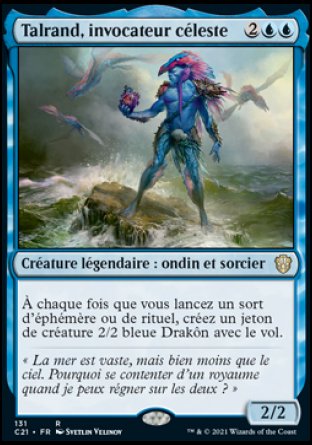 Talrand, invocateur céleste 2
Créature légendaire : ondin et sorcier
À chaque fois que vous lancez un sort
d'éphémère ou de rituel, créez un jeton
de créature 2/2 bleue Drakôn avec le vol.
« La mer est vaste, mais bien moins que le
ciel. Pourquoi se contenter d'un royaume
quand je peux régner sur les deux ? »
131 R
C21 • FR Svetlin Velinov
2/2
™ & © 2021 Wizards of the Coast